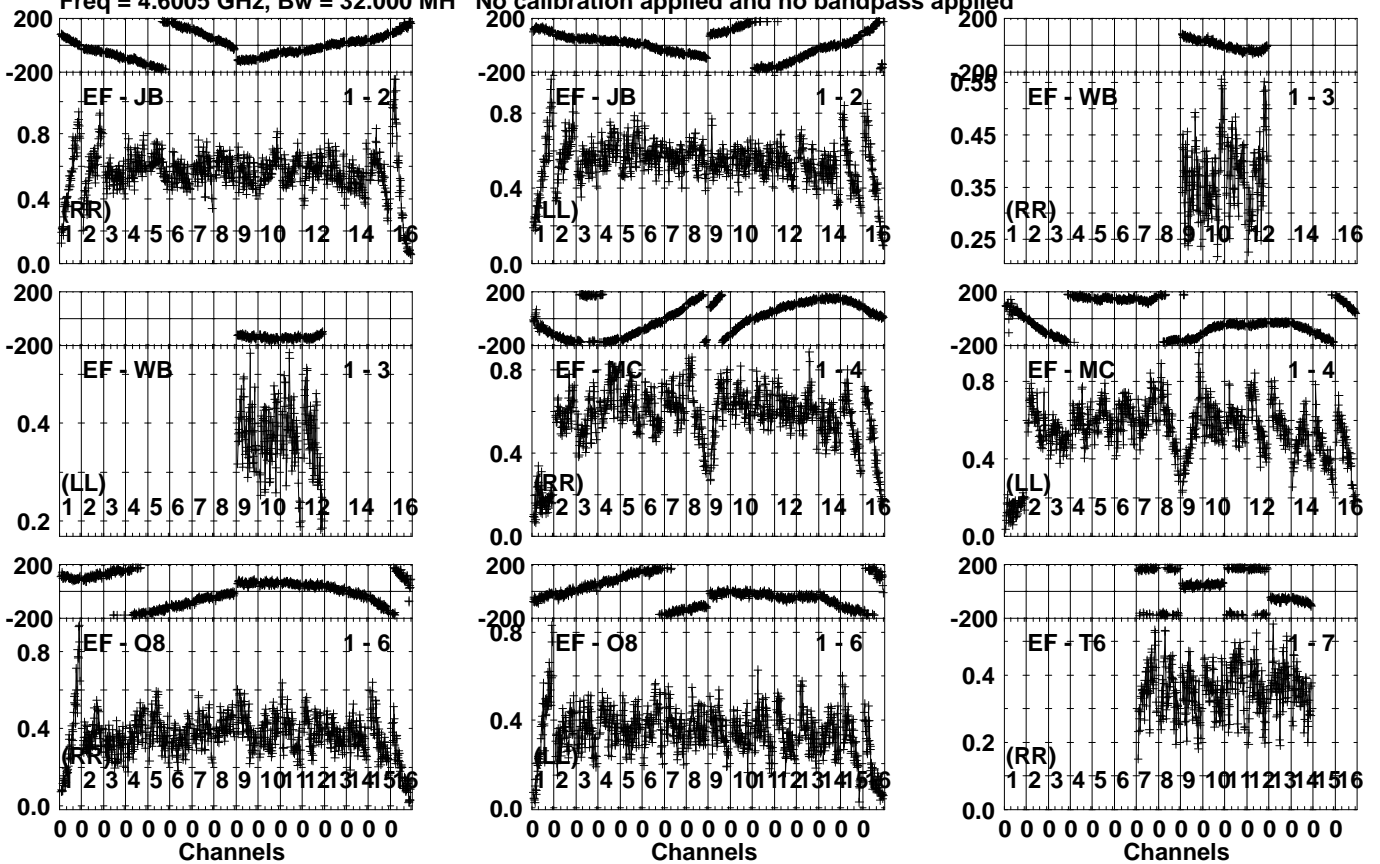 Freq = 4.6005 GHz, Bw = 32.000 MH No calibration applied and no bandpass applied
200 200 200
-200 -200 -200
EF - JB 1 - 2 EF - JB 1 - 2 0.55 EF - WB 1 - 3
0.8 0.8 0.45
0.4 0.4 0.35
(RR) (LL) (RR)
1 2 3 4 5 6 7 8 9 10 12 14 16 1 2 3 4 5 6 7 8 9 10 12 14 16 0.25 1 2 3 4 5 6 7 8 9 10 12 14 16
0.0 0.0
200 200 200
-200 -200 -200
EF - WB 1 - 3 0.8 EF - MC 1 - 4 0.8 EF - MC 1 - 4
0.4 0.4 0.4
(LL) (RR) (LL)
1 2 3 4 5 6 7 8 9 10 12 14 16 1 2 3 4 5 6 7 8 9 10 12 14 16 1 2 3 4 5 6 7 8 9 10 12 14 16
0.2 0.0 0.0
200 200 200
-200 -200 -200
EF - O8 1 - 6 0.8 EF - O8 1 - 6 EF - T6 1 - 7
0.8 0.4
0.4 0.4 0.2
(RR) (LL) (RR)
1 2 3 4 5 6 7 8 9 10 11 12 13 14 15 16 1 2 3 4 5 6 7 8 9 10 11 12 13 14 15 16 1 2 3 4 5 6 7 8 9 10 11 12 13 14 15 16
0.0 0.0 0.0
0 0 0 0 0 0 0 0 0 0 0 0 0 0 0 0 0 0 0 0 0 0 0 0 0 0 0 0 0 0 0 0 0 0 0 0 0 0 0 0 0 0 0 0 0 0 0 0
Channels Channels Channels